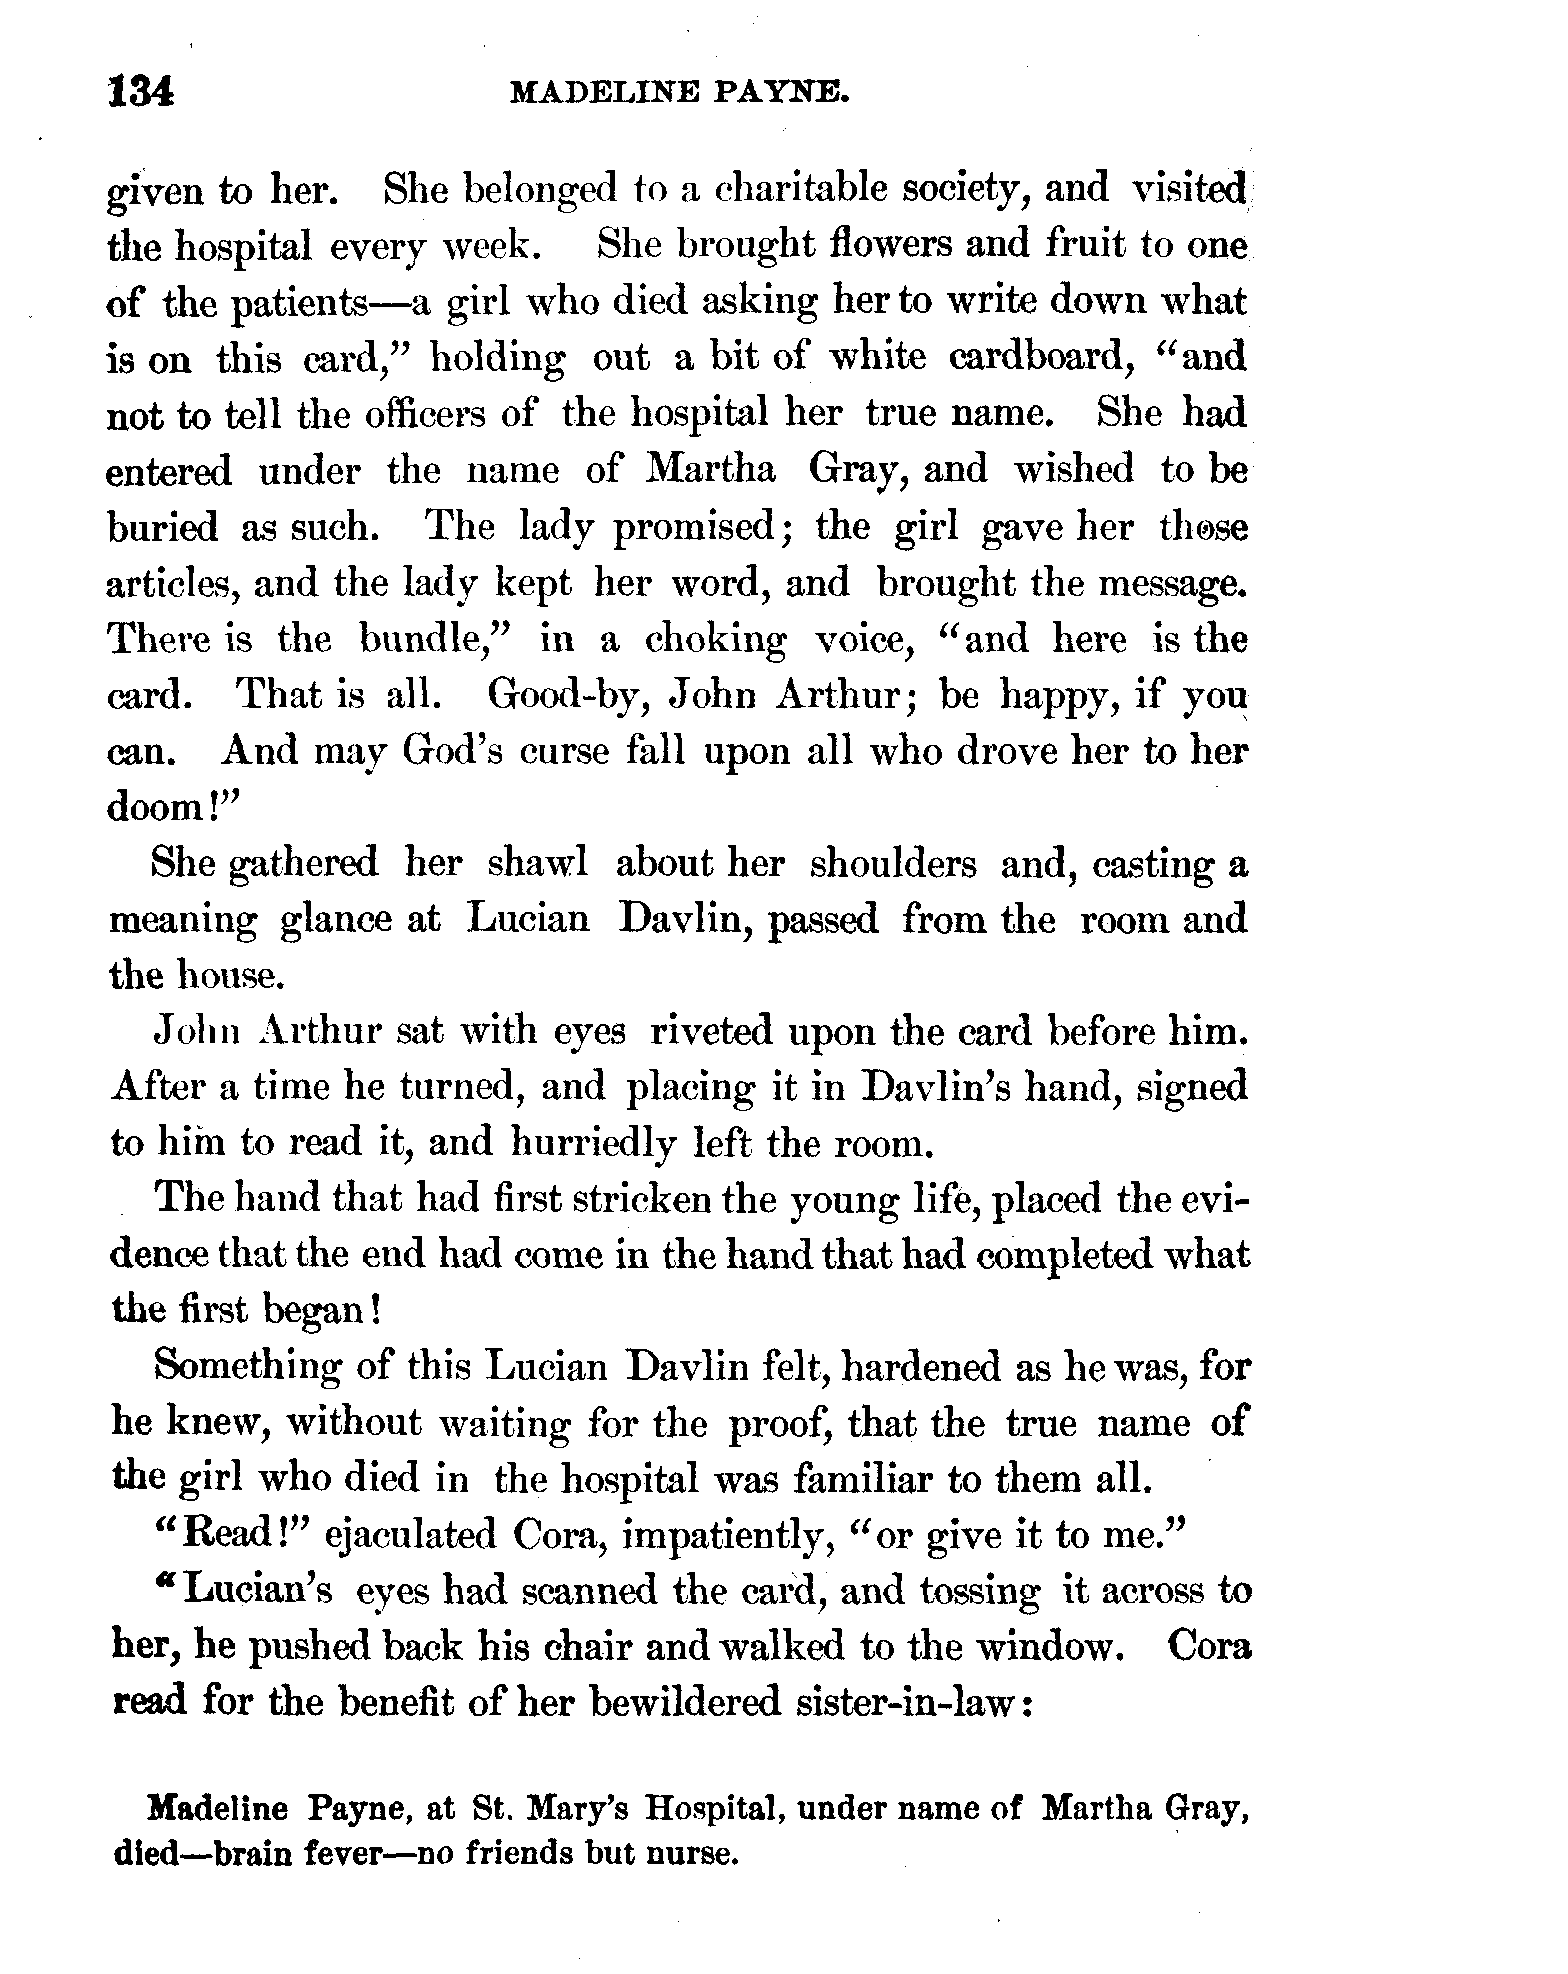 134 MADELINE PAYNE.
given to her. She belonged to a charitable society, and visited
the hospital every week. She brought flowers and fruit to one
of the patients—a girl who died asking her to write down what
is on this card,” holding out a bit of white cardboard, “and
not to tell the officers of the hospital her true name. She had
entered under the name of Martha Gray, and wished to be
buried as such. The lady promised; the girl gave her those
articles, and the lady kept her word, and brought the message.
There is the bundle,” in a choking voice, “and here is the
card. That is all. Good-by, John Arthur; be happy, if you
can. And may God’s curse fall upon all who drove her to her
doom!”
She gathered her shawl about her shoulders and, casting a
meaning glance at Lucian Davlin, passed from the room and
the house.
John Arthur sat with eyes riveted upon the card before him.
After a time he turned, and placing it in Davlin’s hand, signed
to him to read it, and hurriedly left the room.
The hand that had first stricken the young life, placed the evi-
dence that the end had come in the hand that had completed what
the first began!
Something of this Lucian Davlin felt, hardened as he was, for
he knew, without waiting for the proof, that the true name of
the girl who died in the hospital was familiar to them all.
“Read!” ejaculated Cora, impatiently, “or give it to me.”
“Lucian’s eyes had scanned the card, and tossing it across to
her, he pushed back his chair and walked to the window. Cora
read for the benefit of her bewildered sister-in-law:
Madeline Payne, at St. Mary’s Hospital, under name of Martha Gray,
died—brain fever—no friends but nurse.